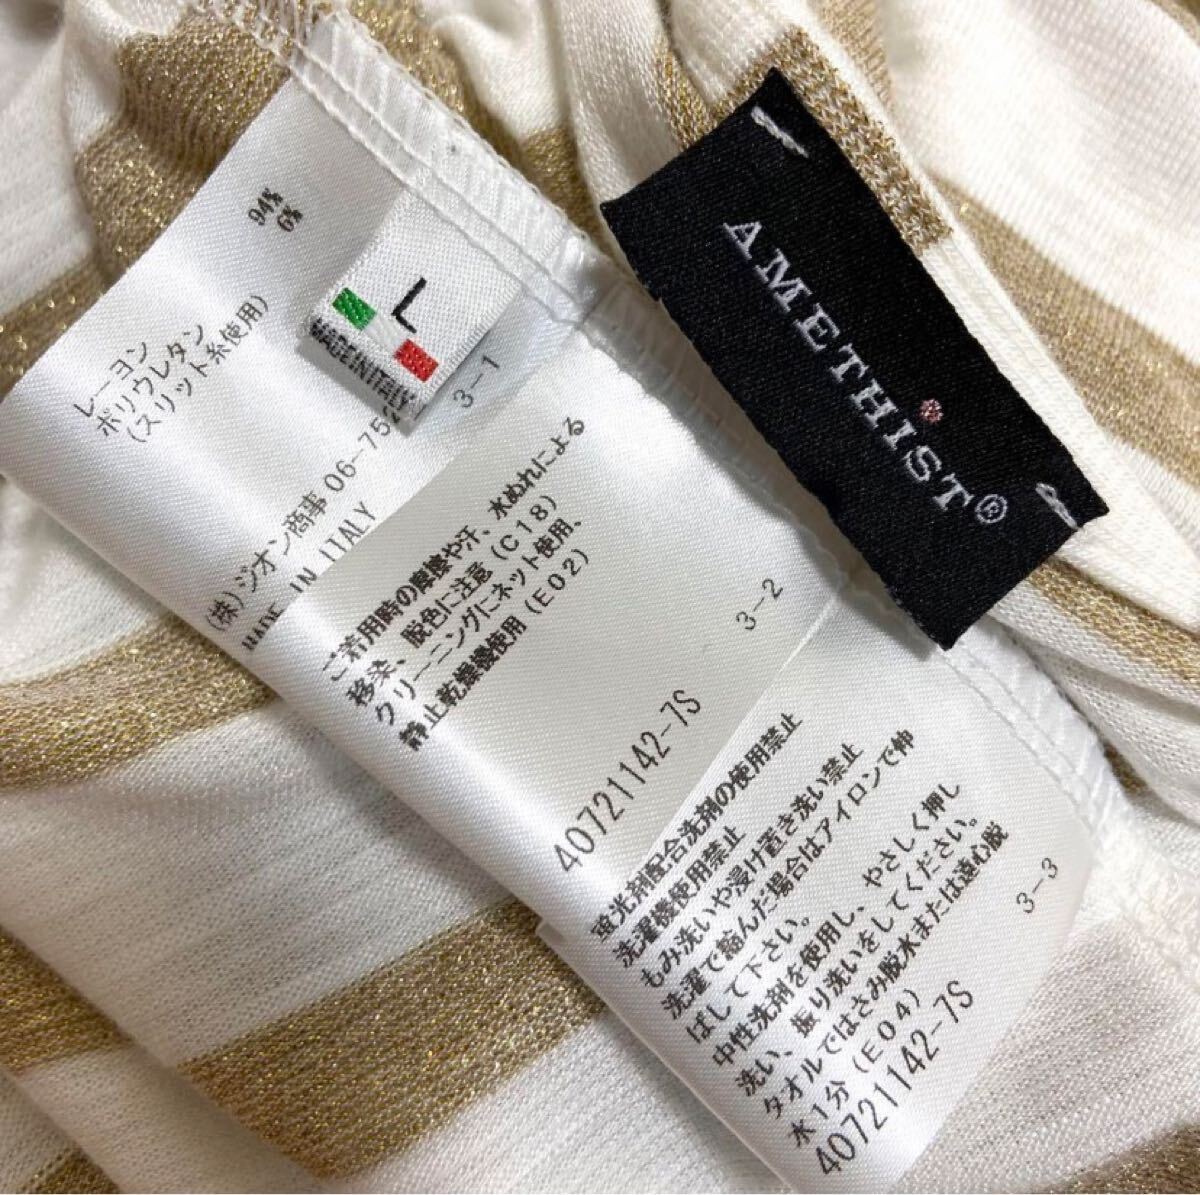 AMETHIST®
L
94%
6%
レーヨン
ポリウレタン
(スリット糸使用)
(株)ジオン商事 06-752
MADE IN ITALY
3-1
ご着用時の摩擦や汗、水ぬれによる
移染、脱色に注意(C18)
クリーニングにネット使用、
静止乾燥機使用(E02)
3-2
40721142-7S
蛍光剤配合洗剤の使用禁止
洗濯機使用禁止
もみ洗いや浸け置き洗い禁止
洗濯で縮んだ場合はアイロンで伸
ばして下さい。
中性洗剤を使用し、やさしく押し
洗い、振り洗いをしてください。
タオルではさみ脱水または遠心脱
水1分(E04)
3-3
40721142-7S